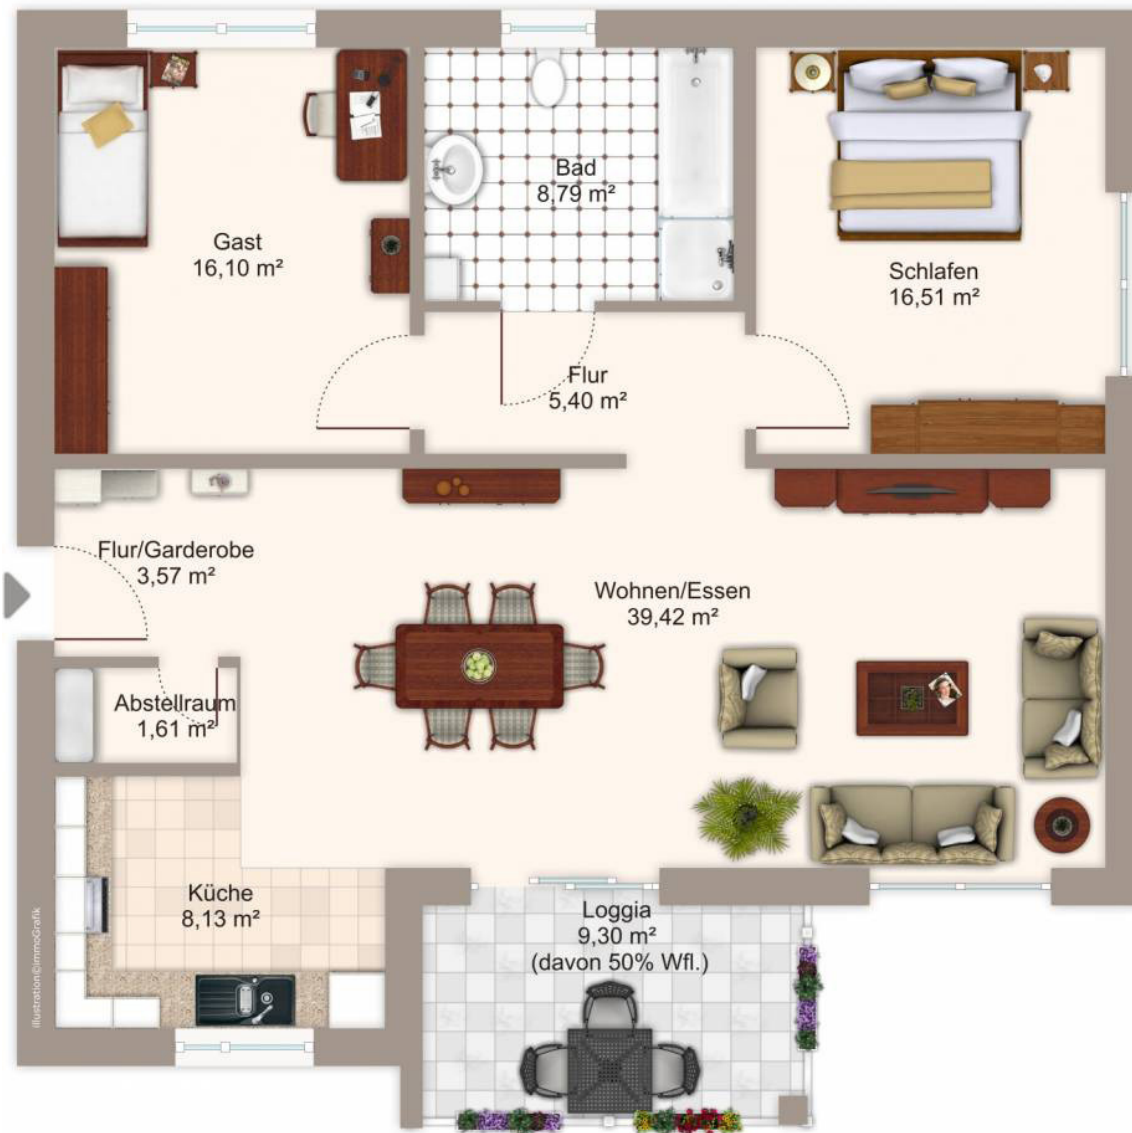 Gast
16,10 m²
Bad
8,79 m²
Schlafen
16,51 m²
Flur
5,40 m²
Flur/Garderobe
3,57 m²
Wohnen/Essen
39,42 m²
Abstellraum
1,61 m²
Küche
8,13 m²
Loggia
9,30 m²
(davon 50% Wfl.)
illustration©immoGrafik